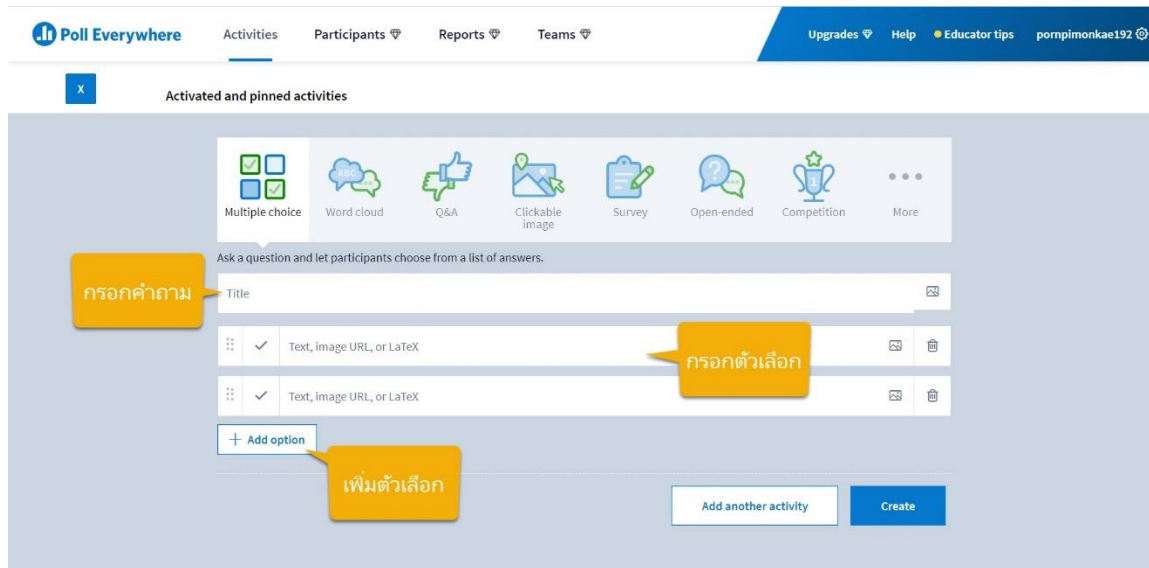 Poll Everywhere Activities Participants Reports Teams Upgrades Help Educator tips pornpimonkae192
X Activated and pinned activities
ABC 1
Multiple choice Word cloud Q&A Clickable image Survey Open-ended Competition More
Ask a question and let participants choose from a list of answers.
กรอกคำถาม Title
Text, image URL, or LaTeX กรอกตัวเลือก
Text, image URL, or LaTeX
+ Add option
เพิ่มตัวเลือก
Add another activity Create